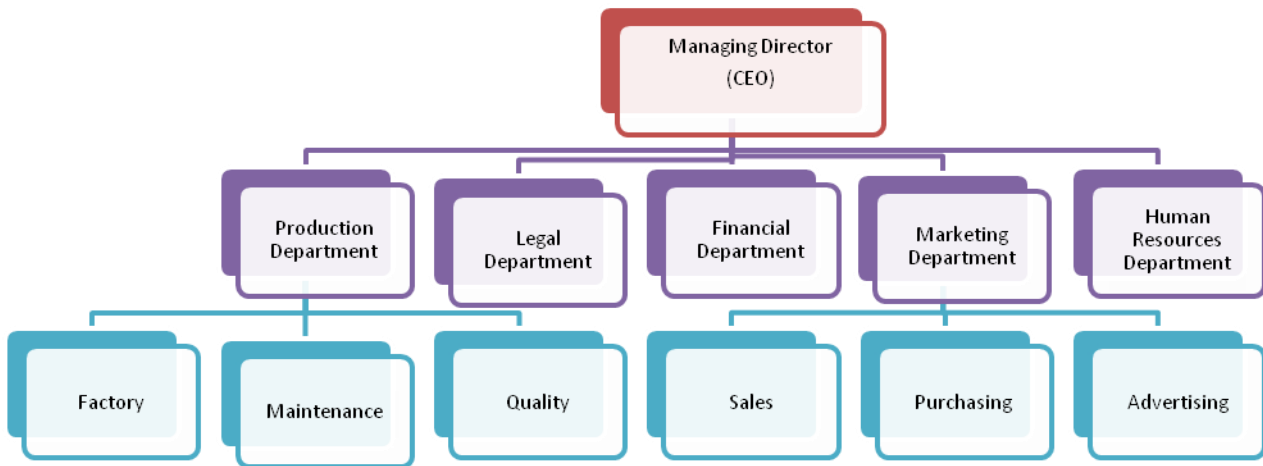 Managing Director
(CEO)
Production
Department
Legal
Department
Financial
Department
Marketing
Department
Human
Resources
Department
Factory
Maintenance
Quality
Sales
Purchasing
Advertising